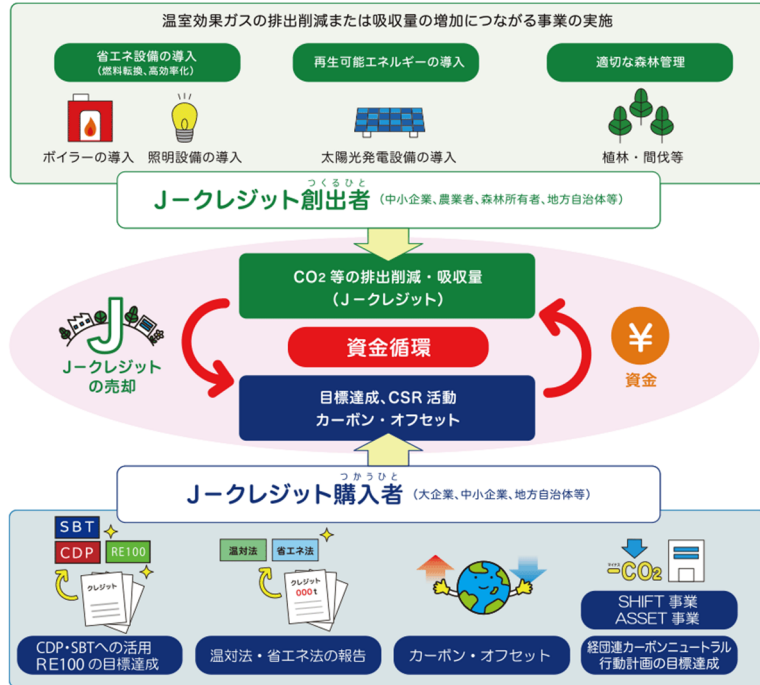 温室効果ガスの排出削減または吸収量の増加につながる事業の実施
省エネ設備の導入
(燃料転換、高効率化)
再生可能エネルギーの導入
適切な森林管理
ボイラーの導入
照明設備の導入
太陽光発電設備の導入
植林・間伐等
つくるひと
J－クレジット創出者(中小企業、農業者、森林所有者、地方自治体等)
CO2 等の排出削減・吸収量
(J－クレジット)
J
J－クレジット
の売却
資金循環
¥
資金
目標達成、CSR 活動
カーボン・オフセット
つかうひと
J－クレジット購入者(大企業、中小企業、地方自治体等)
SBT
CDP
RE100
クレジット
CDP・SBTへの活用
RE100 の目標達成
温対法
省エネ法
クレジット
000t
温対法・省エネ法の報告
カーボン・オフセット
マイナス
－CO2
SHIFT 事業
ASSET 事業
経団連カーボンニュートラル
行動計画の目標達成